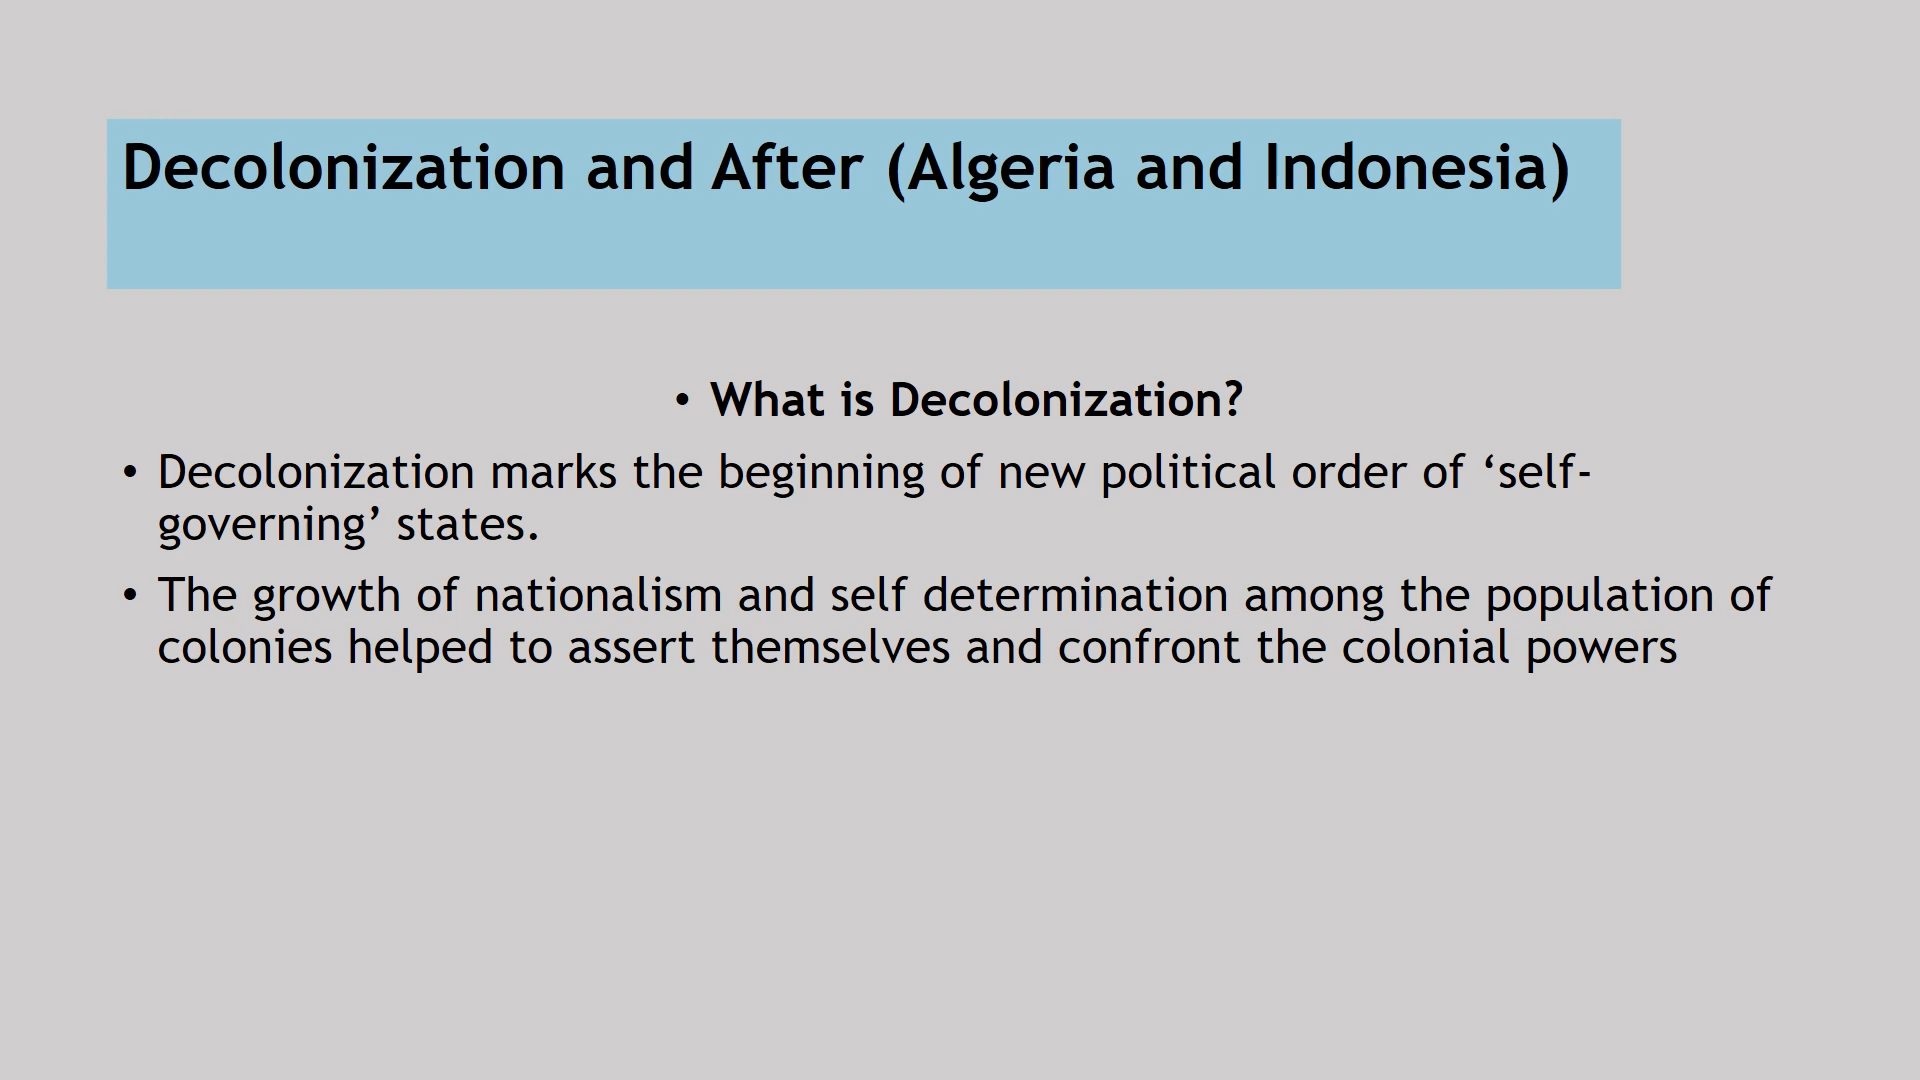 Decolonization and After (Algeria and Indonesia)
• What is Decolonization?
• Decolonization marks the beginning of new political order of ‘self-
governing’ states.
• The growth of nationalism and self determination among the population of
colonies helped to assert themselves and confront the colonial powers